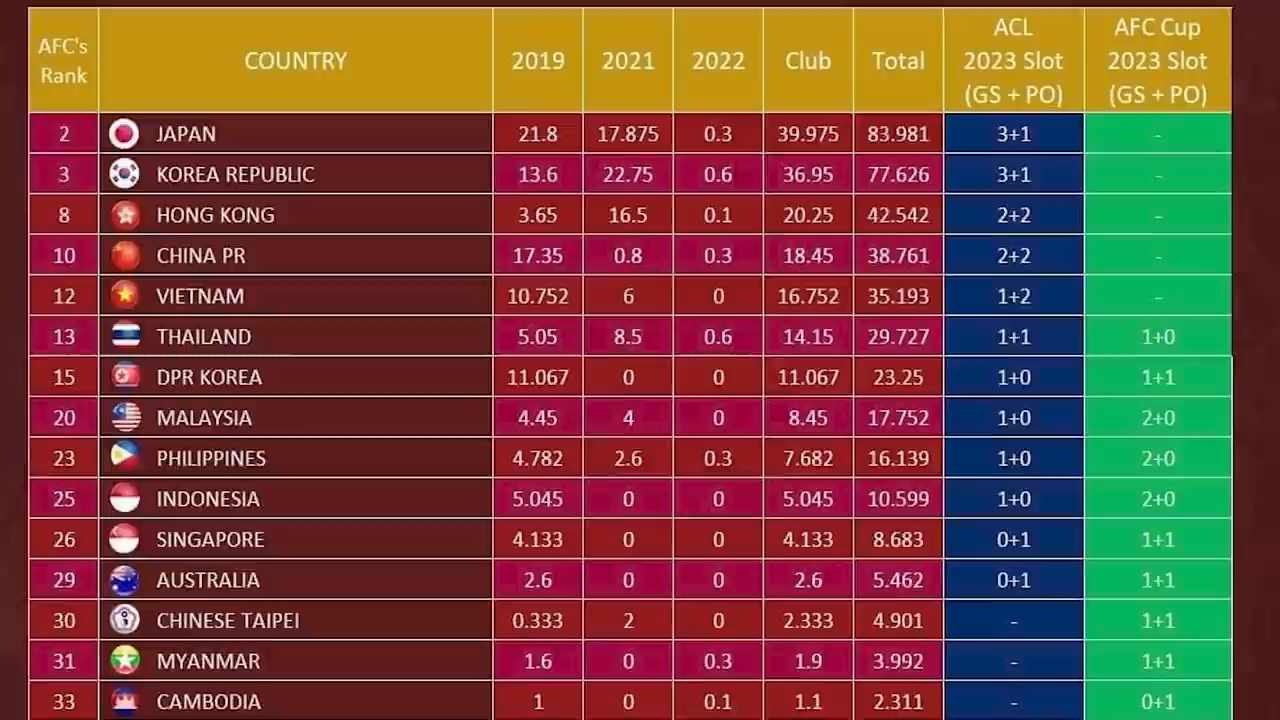 AFC's Rank COUNTRY 2019 2021 2022 Club Total ACL 2023 Slot (GS + PO) AFC Cup 2023 Slot (GS + PO)
2 JAPAN 21.8 17.875 0.3 39.975 83.981 3+1 -
3 KOREA REPUBLIC 13.6 22.75 0.6 36.95 77.626 3+1 -
8 HONG KONG 3.65 16.5 0.1 20.25 42.542 2+2 -
10 CHINA PR 17.35 0.8 0.3 18.45 38.761 2+2 -
12 VIETNAM 10.752 6 0 16.752 35.193 1+2 -
13 THAILAND 5.05 8.5 0.6 14.15 29.727 1+1 1+0
15 DPR KOREA 11.067 0 0 11.067 23.25 1+0 1+1
20 MALAYSIA 4.45 4 0 8.45 17.752 1+0 2+0
23 PHILIPPINES 4.782 2.6 0.3 7.682 16.139 1+0 2+0
25 INDONESIA 5.045 0 0 5.045 10.599 1+0 2+0
26 SINGAPORE 4.133 0 0 4.133 8.683 0+1 1+1
29 AUSTRALIA 2.6 0 0 2.6 5.462 0+1 1+1
30 CHINESE TAIPEI 0.333 2 0 2.333 4.901 - 1+1
31 MYANMAR 1.6 0 0.3 1.9 3.992 - 1+1
33 CAMBODIA 1 0 0.1 1.1 2.311 - 0+1